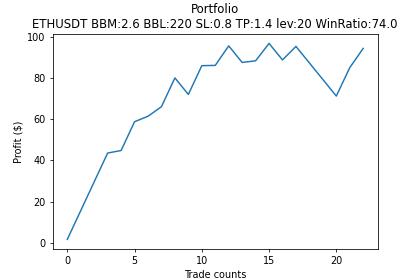 Portfolio
ETHUSDT BBM:2.6 BBL:220 SL:0.8 TP:1.4 lev:20 WinRatio:74.0
100
80
60
40
20
0
Profit ($)
0 5 10 15 20
Trade counts